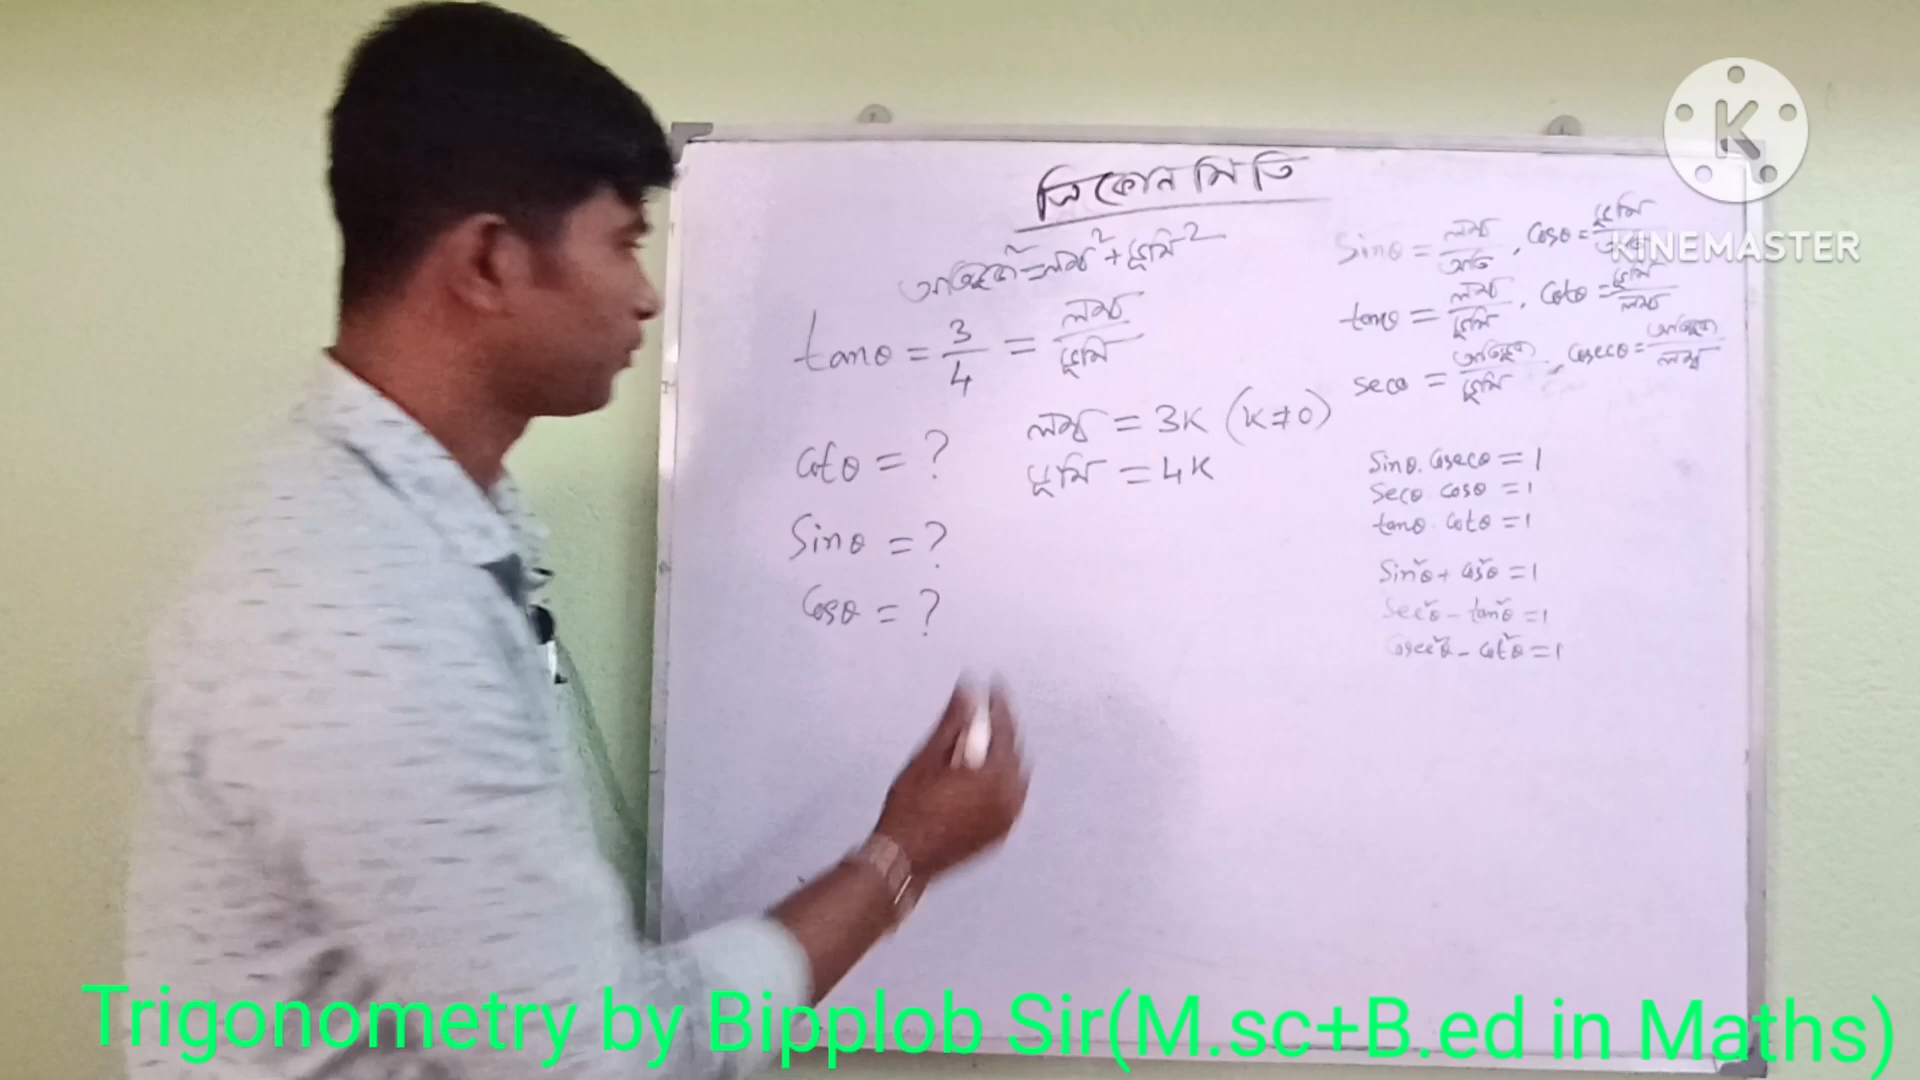 ত্রিকোনমিতি
অতিভূজ² = লম্ব² + ভূমি²
tanθ = 3/4 = লম্ব/ভূমি
লম্ব = 3K (K≠0)
cotθ = ?
ভূমি = 4K
Sinθ = ?
Cosθ = ?
Sinθ = লম্ব/অতি, Cosθ = ভূমি/অতি
tanθ = লম্ব/ভূমি, Cotθ = ভূমি/লম্ব
secθ = অতিভূজ/ভূমি, Cosecθ = অতিভূজ/লম্ব
Sinθ. Cosecθ = 1
Secθ. cosθ = 1
tanθ. cotθ = 1
Sin²θ + cos²θ = 1
Sec²θ - tan²θ = 1
Cosec²θ - cot²θ = 1
K
KINEMASTER
Trigonometry by Bipplob Sir(M.sc+B.ed in Maths)